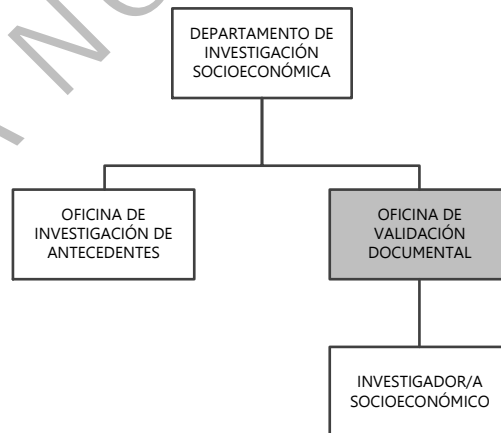 DEPARTAMENTO DE
INVESTIGACIÓN
SOCIOECONÓMICA
OFICINA DE
INVESTIGACIÓN DE
ANTECEDENTES
OFICINA DE
VALIDACIÓN
DOCUMENTAL
INVESTIGADOR/A
SOCIOECONÓMICO